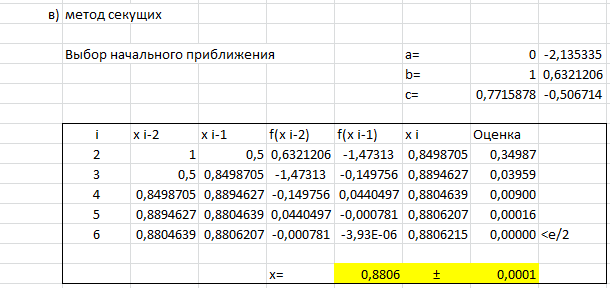 в) метод секущих
Выбор начального приближения a= 0 -2,135335
b= 1 0,6321206
c= 0,7715878 -0,506714
i x i-2 x i-1 f(x i-2) f(x i-1) x i Оценка
2 1 0,5 0,6321206 -1,47313 0,8498705 0,34987
3 0,5 0,8498705 -1,47313 -0,149756 0,8894627 0,03959
4 0,8498705 0,8894627 -0,149756 0,0440497 0,8804639 0,00900
5 0,8894627 0,8804639 0,0440497 -0,000781 0,8806207 0,00016
6 0,8804639 0,8806207 -0,000781 -3,93E-06 0,8806215 0,00000 <e/2
x= 0,8806 ± 0,0001